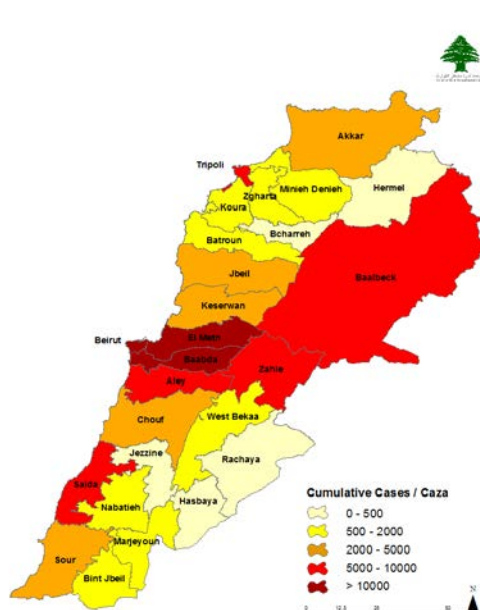 Akkar
Tripoli
Hermel
Zgharta
Minieh Denieh
Koura
Bcharreh
Batroun
Jbeil
Baalbeck
Keserwan
Beirut
El Metn
Baabda
Aley
Zahle
Chouf
West Bekaa
Jezzine
Rachaya
Saida
Hasbaya
Nabatieh
Marjeyoun
Sour
Bint Jbeil
Cumulative Cases / Caza
0 - 500
500 - 2000
2000 - 5000
5000 - 10000
> 10000
N